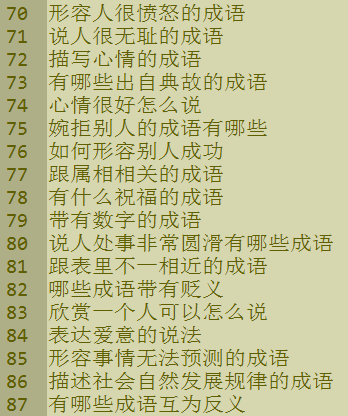 70 形容人很愤怒的成语
71 说人很无耻的成语
72 描写心情的成语
73 有哪些出自典故的成语
74 心情很好怎么说
75 婉拒别人的成语有哪些
76 如何形容别人成功
77 跟属相相关的成语
78 有什么祝福的成语
79 带有数字的成语
80 说人处事非常圆滑有哪些成语
81 跟表里不一相近的成语
82 哪些成语带有贬义
83 欣赏一个人可以怎么说
84 表达爱意的说法
85 形容事情无法预测的成语
86 描述社会自然发展规律的成语
87 有哪些成语互为反义